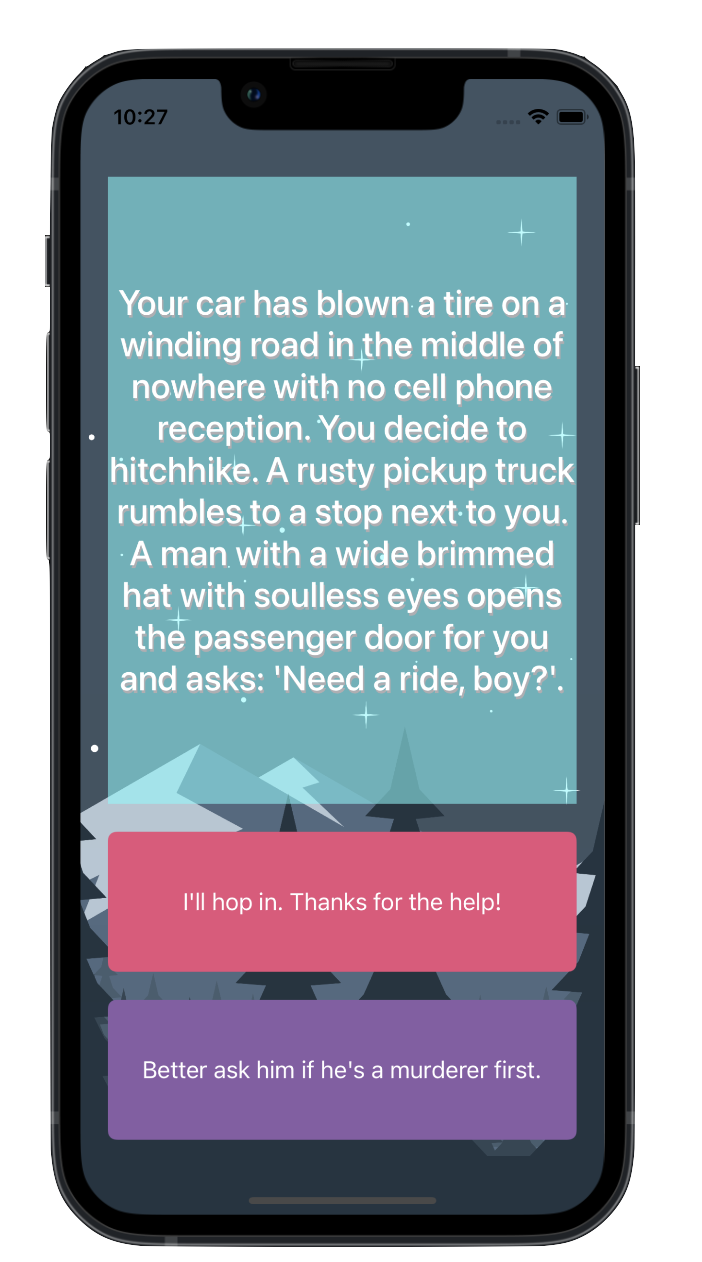 10:27
Your car has blown a tire on a
winding road in the middle of
nowhere with no cell phone
reception. You decide to
hitchhike. A rusty pickup truck
rumbles to a stop next to you.
A man with a wide brimmed
hat with soulless eyes opens
the passenger door for you
and asks: 'Need a ride, boy?'.
I'll hop in. Thanks for the help!
Better ask him if he's a murderer first.